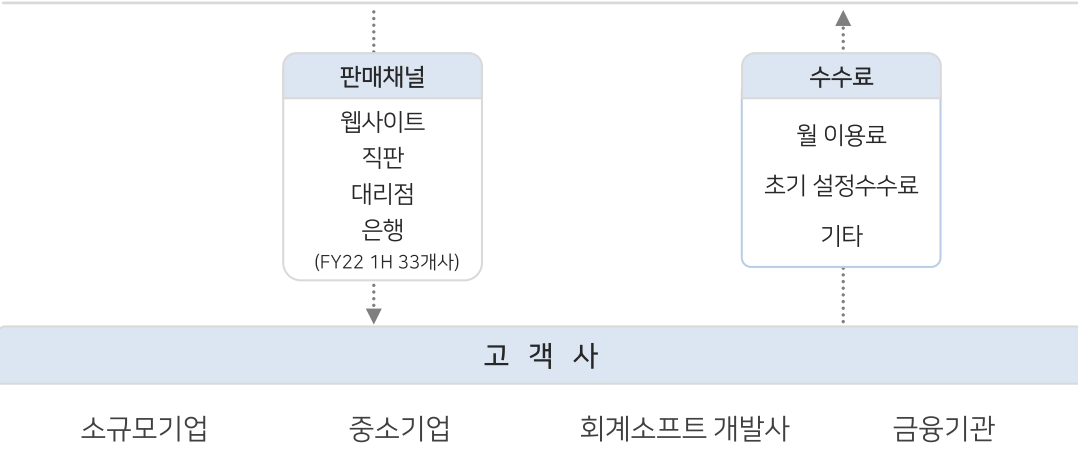 판매채널
웹사이트
직판
대리점
은행
(FY22 1H 33개사)
수수료
월 이용료
초기 설정수수료
기타
고 객 사
소규모기업
중소기업
회계소프트 개발사
금융기관